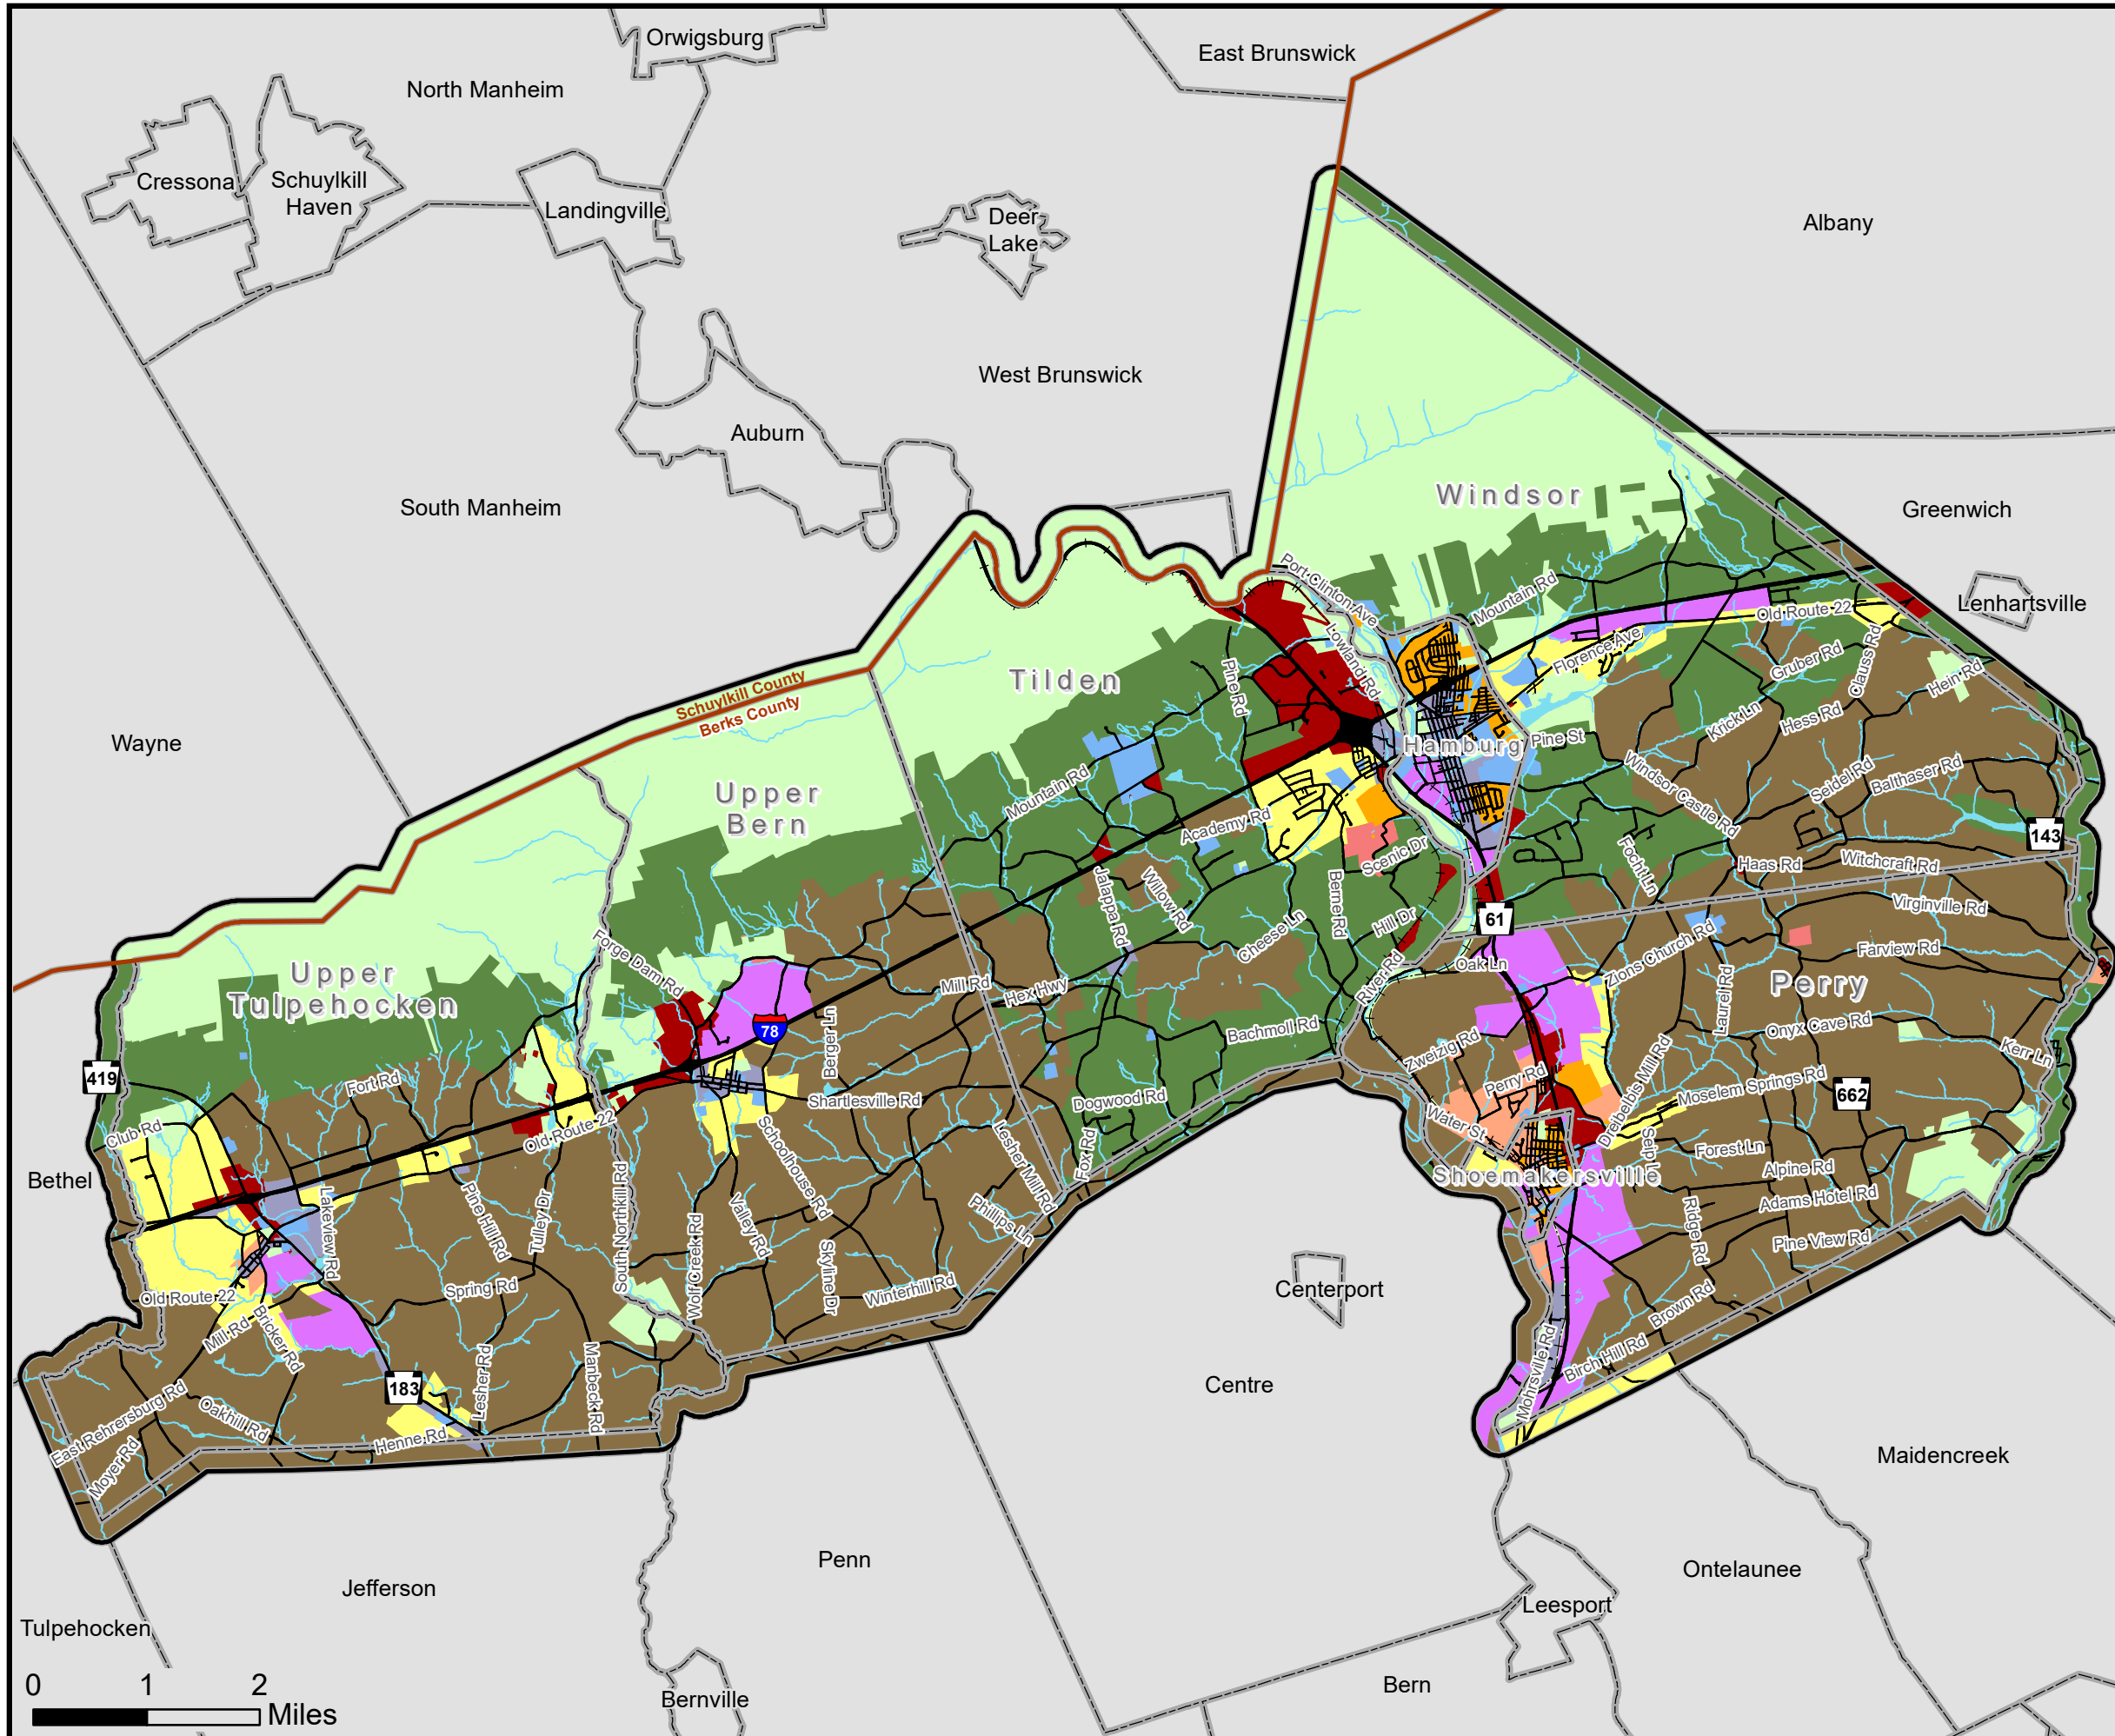 Orwigsburg
East Brunswick
North Manheim
Cressona
Schuylkill
Haven
Landingville
Deer
Lake
Albany
West Brunswick
Auburn
South Manheim
Windsor
Greenwich
Port Clinton Ave
Mountain Rd
Lenhartsville
Old Route 22
Lowland Rd
Florence Ave
Gruber Rd
Clauss Rd
Hein Rd
Tilden
Pine Rd
Schuylkill County
Berks County
Krick Ln
Hess Rd
Wayne
Hamburg
Pine St
Mountain Rd
Upper
Bern
Windsor Castle Rd
Seidel Rd
Balthaser Rd
Academy Rd
143
Scenic Dr
Focht Ln
Haas Rd
Witchcraft Rd
Jalappa Rd
Willow Rd
Berne Rd
Virginville Rd
61
Hill Dr
Cheese Ln
Forge Dam Rd
Zions Church Rd
Farview Rd
Oak Ln
Upper
Tulpehocken
Mill Rd
Hex Hwy
River Rd
Laurel Rd
Perry
78
Bachmoll Rd
Onyx Cave Rd
Berger Ln
Zweizig Rd
Kerr Ln
419
Fort Rd
Perry Rd
Dreibelbis Mill Rd
Moselem Springs Rd
662
Shartlesville Rd
Dogwood Rd
Water St
Club Rd
Old Route 22
Schoolhouse Rd
Lesher Mill Rd
Fox Rd
Seip Ln
Forest Ln
Bethel
Shoemakersville
Alpine Rd
Adams Hotel Rd
Lakeview Rd
Pine Hill Rd
Tulley Dr
South Northkill Rd
Wolf Creek Rd
Valley Rd
Skyline Dr
Phillips Ln
Ridge Rd
Pine View Rd
Old Route 22
Spring Rd
Winterhill Rd
Centerport
Mill Rd
Bricker Rd
Brown Rd
Birch Hill Rd
Mohrsville Rd
183
Lesher Rd
Manbeck Rd
Centre
East Rehrersburg Rd
Oakhill Rd
Moyer Rd
Henne Rd
Maidencreek
Penn
Ontelaunee
Jefferson
Leesport
Tulpehocken
Bern
Bernville
0 1 2
Miles